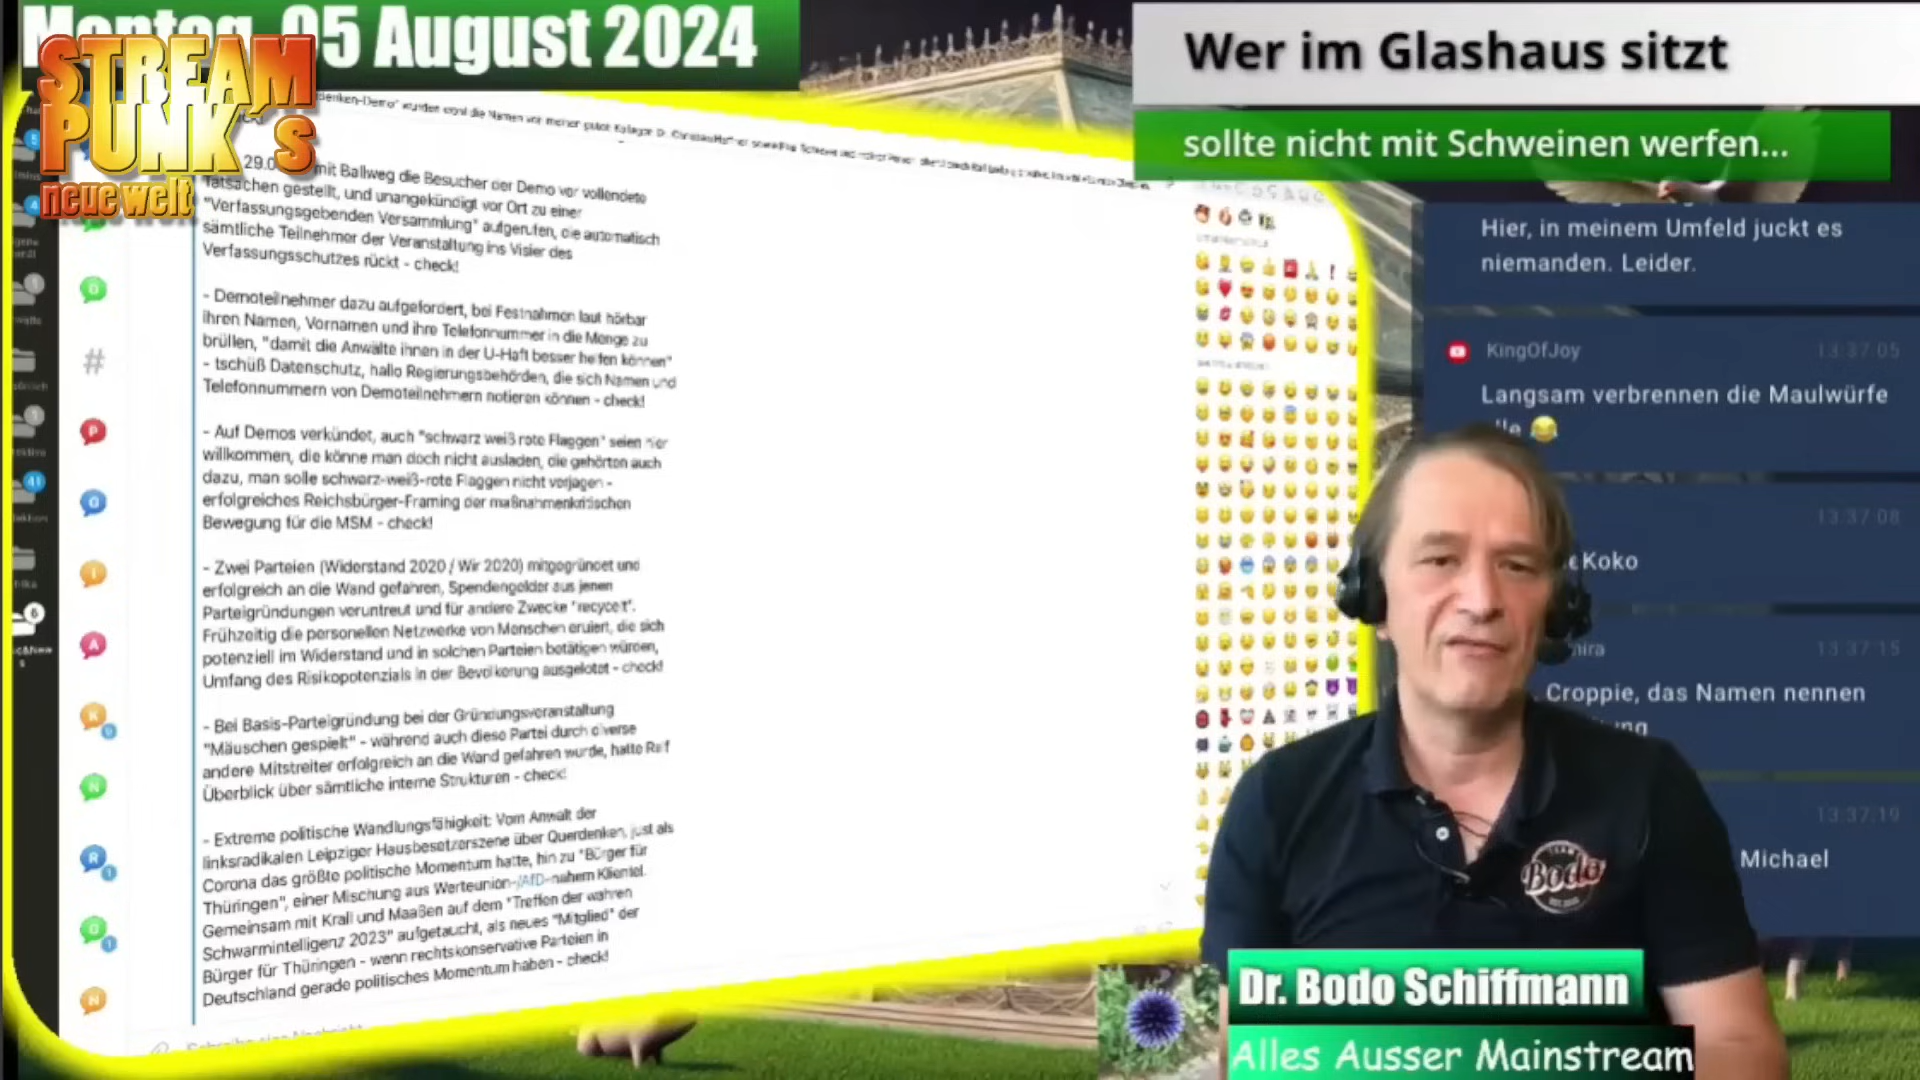 Montag, 05 August 2024
STREAM
PUNK´s
neue welt
Wer im Glashaus sitzt
sollte nicht mit Schweinen werfen...
mit Ballweg die Besucher der Demo vor vollendete
Tatsachen gestellt, und unangekündigt vor Ort zu einer
"Verfassungsgebenden Versammlung" aufgerufen, die automatisch
sämtliche Teilnehmer der Veranstaltung ins Visier des
Verfassungsschutzes rückt - check!
- Demoteilnehmer dazu aufgefordert, bei Festnahmen laut hörbar
ihren Namen, Vornamen und ihre Telefonnummer in die Menge zu
brüllen, "damit die Anwälte ihnen in der U-Haft besser helfen können"
- tschüß Datenschutz, hallo Regierungsbehörden, die sich Namen und
Telefonnummern von Demoteilnehmern notieren können - check!
- Auf Demos verkündet, auch "schwarz weiß rote Flaggen" seien hier
willkommen, die könne man doch nicht ausladen, die gehörten auch
dazu, man solle schwarz-weiß-rote Flaggen nicht verjagen -
erfolgreiches Reichsbürger-Framing der maßnahmenkritischen
Bewegung für die MSM - check!
- Zwei Parteien (Widerstand 2020 / Wir 2020) mitgegründet und
erfolgreich an die Wand gefahren, Spendengelder aus jenen
Parteigründungen veruntreut und für andere Zwecke "recycelt".
Frühzeitig die personellen Netzwerke von Menschen eruiert, die sich
potenziell im Widerstand und in solchen Parteien betätigen würden,
Umfang des Risikopotenzials in der Bevölkerung ausgelotet - check!
- Bei Basis-Parteigründung bei der Gründungsveranstaltung
"Mäuschen gespielt" - während auch diese Partei durch diverse
andere Mitstreiter erfolgreich an die Wand gefahren wurde, hatte Ralf
Überblick über sämtliche interne Strukturen - check!
- Extreme politische Wandlungsfähigkeit: Vom Anwalt der
linksradikalen Leipziger Hausbesetzerszene über Querdenken, just als
Corona das größte politische Momentum hatte, hin zu "Bürger für
Thüringen", einer Mischung aus Werteunion-/AfD-nahem Klientel.
Gemeinsam mit Krall und Maaßen auf dem "Treffen der wahren
Schwarmintelligenz 2023" aufgetaucht, als neues "Mitglied" der
Bürger für Thüringen - wenn rechtskonservative Parteien in
Deutschland gerade politisches Momentum haben - check!
Hier, in meinem Umfeld juckt es
niemanden. Leider.
KingOfJoy 13:37:05
Langsam verbrennen die Maulwürfe
13:37:08
Koko
13:37:15
Croppie, das Namen nennen
13:37:19
Michael
Bodo
Dr. Bodo Schiffmann
Alles Ausser Mainstream